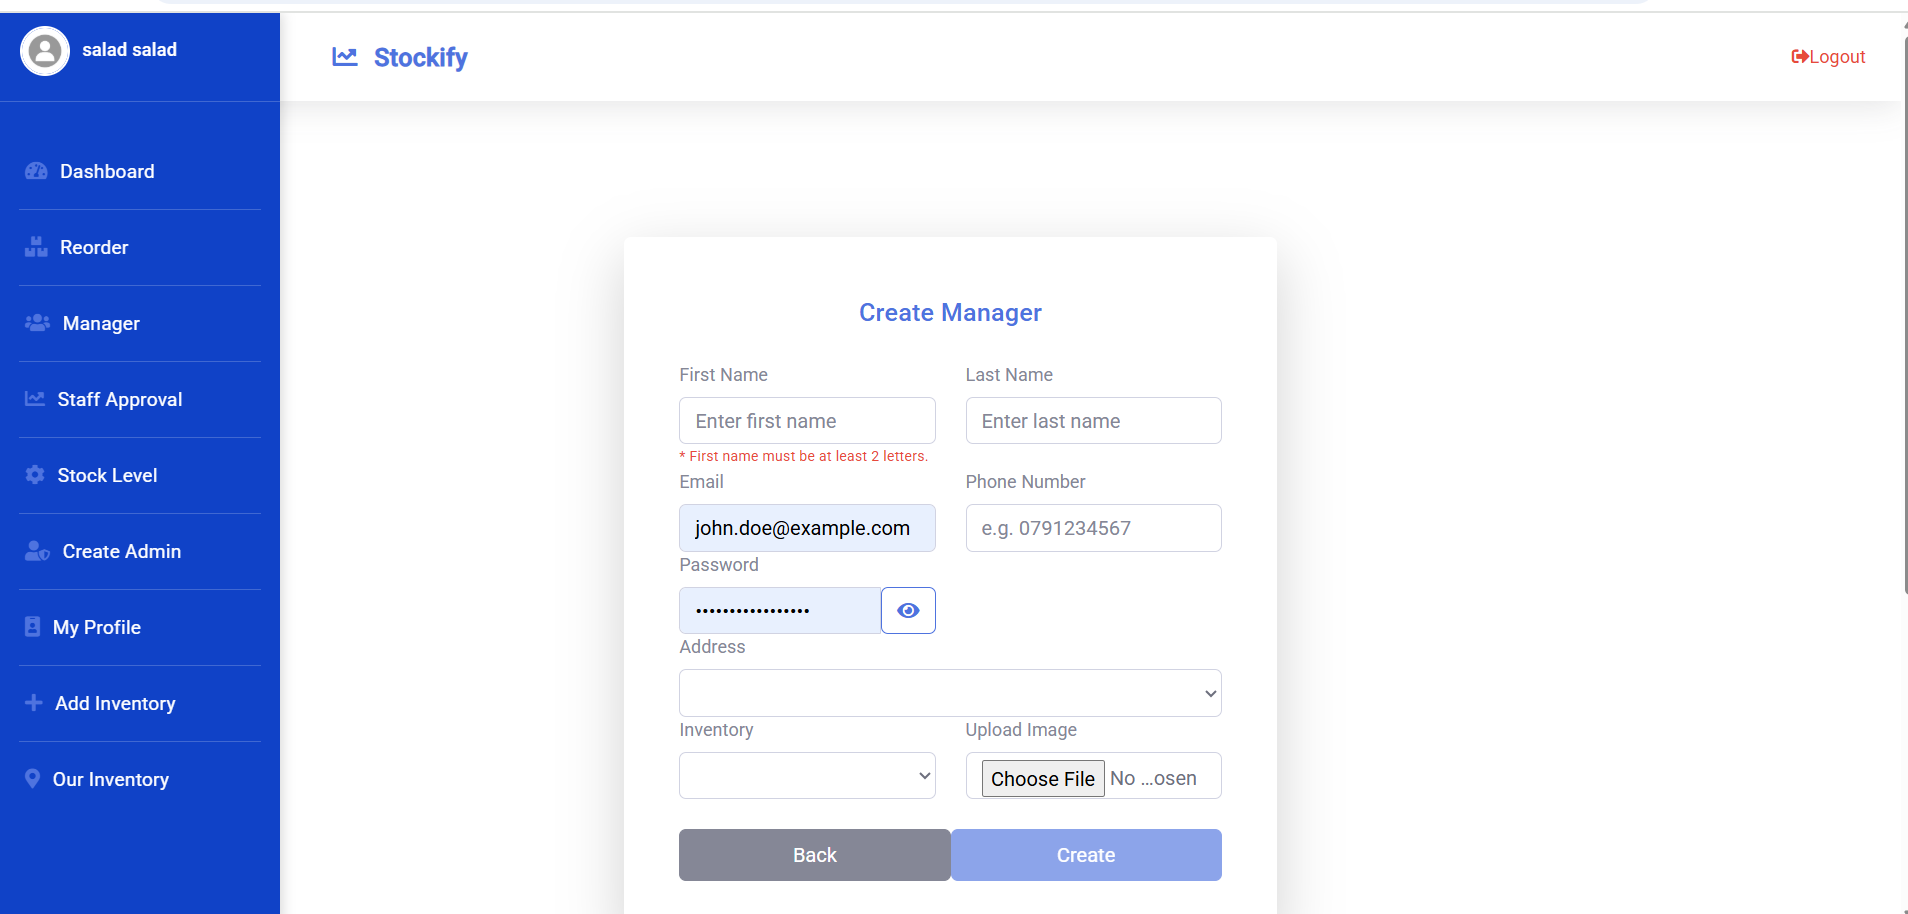 salad salad
Stockify
Logout
Dashboard
Reorder
Manager
Staff Approval
Stock Level
Create Admin
My Profile
Add Inventory
Our Inventory
Create Manager
First Name
Last Name
Enter first name
Enter last name
* First name must be at least 2 letters.
Email
Phone Number
john.doe@example.com
e.g. 0791234567
Password
•••••••••••••••••
Address
Inventory
Upload Image
Choose File No ...osen
Back
Create